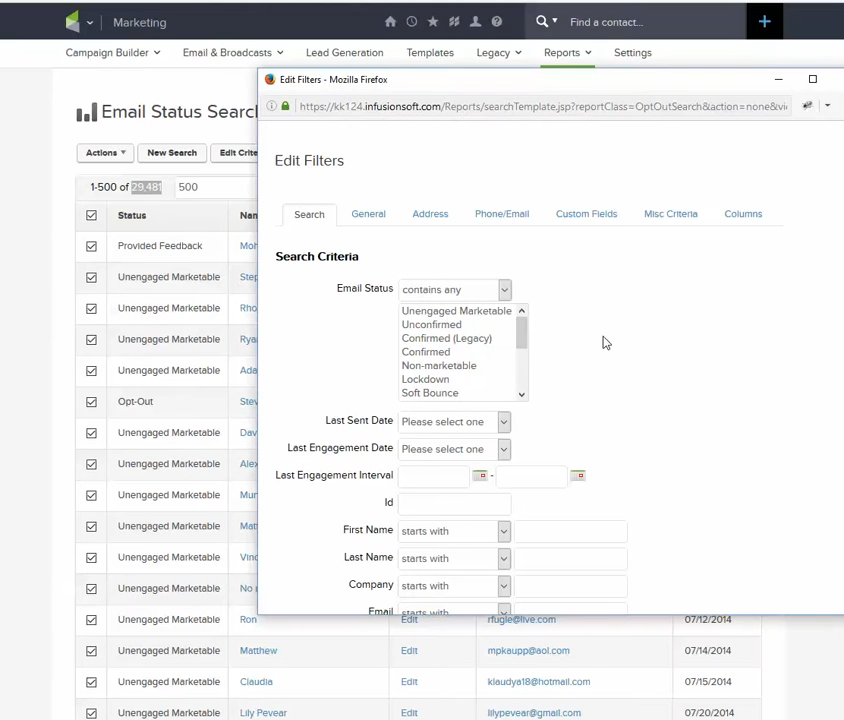 Marketing
Find a contact...
Campaign Builder Email & Broadcasts Lead Generation Templates Legacy Reports Settings
Edit Filters - Mozilla Firefox
https://kk124.infusionsoft.com/Reports/searchTemplate.jsp?reportClass=OptOutSearch&action=none&vi
Email Status Searc
Actions New Search Edit Crite
1-500 of 29,481 500
Edit Filters
Search General Address Phone/Email Custom Fields Misc Criteria Columns
Search Criteria
Email Status contains any
Unengaged Marketable
Unconfirmed
Confirmed (Legacy)
Confirmed
Non-marketable
Lockdown
Soft Bounce
Last Sent Date Please select one
Last Engagement Date Please select one
Last Engagement Interval -
Id
First Name starts with
Last Name starts with
Company starts with
Email starts with
Status Nan
Provided Feedback Moh
Unengaged Marketable Step
Unengaged Marketable Rho
Unengaged Marketable Rya
Unengaged Marketable Ada
Opt-Out Stev
Unengaged Marketable Dav
Unengaged Marketable Alex
Unengaged Marketable Mur
Unengaged Marketable Mat
Unengaged Marketable Vinc
Unengaged Marketable No
Unengaged Marketable Ron Edit rfugle@live.com 07/12/2014
Unengaged Marketable Matthew Edit mpkaupp@aol.com 07/14/2014
Unengaged Marketable Claudia Edit klaudya18@hotmail.com 07/15/2014
Unengaged Marketable Lily Pevear Edit lilypevear@gmail.com 07/20/2014